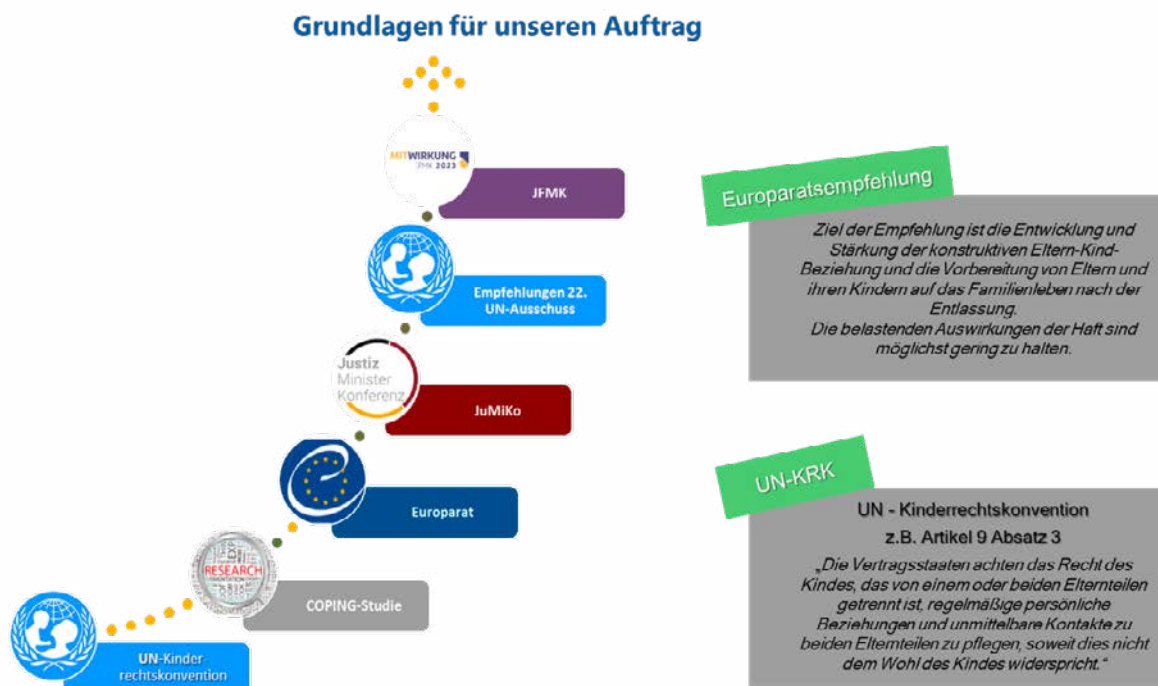 Grundlagen für unseren Auftrag
MITWIRKUNG
JFMK 2023
JFMK
Empfehlungen 22.
UN-Ausschuss
Justiz
Minister
Konferenz
JuMiKo
Europarat
RESEARCH
COPING-Studie
UN-Kinder-
rechtskonvention
Europaratsempfehlung
Ziel der Empfehlung ist die Entwicklung und
Stärkung der konstruktiven Eltern-Kind-
Beziehung und die Vorbereitung von Eltern und
ihren Kindern auf das Familienleben nach der
Entlassung.
Die belastenden Auswirkungen der Haft sind
möglichst gering zu halten.
UN-KRK
UN - Kinderrechtskonvention
z.B. Artikel 9 Absatz 3
„Die Vertragsstaaten achten das Recht des
Kindes, das von einem oder beiden Elternteilen
getrennt ist, regelmäßige persönliche
Beziehungen und unmittelbare Kontakte zu
beiden Elternteilen zu pflegen, soweit dies nicht
dem Wohl des Kindes widerspricht.“